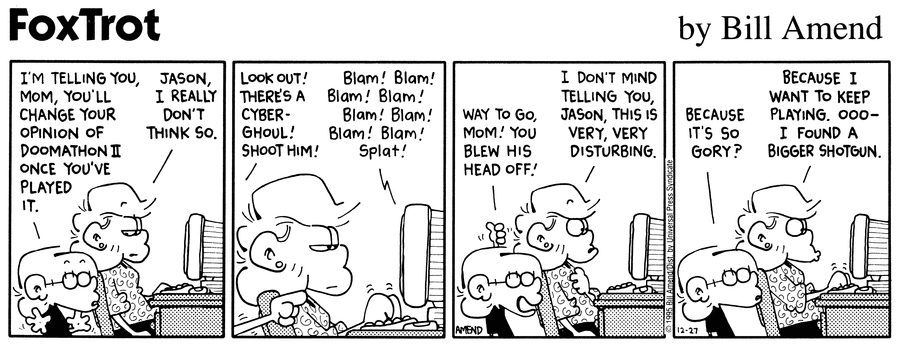 FoxTrot
by Bill Amend
I'M TELLING YOU,
MOM, YOU'LL
CHANGE YOUR
OPINION OF
DOOMATHON II
ONCE YOU'VE
PLAYED
IT.
JASON,
I REALLY
DON'T
THINK SO.
LOOK OUT!
THERE'S A
CYBER-
GHOUL!
SHOOT HIM!
Blam! Blam!
Blam! Blam!
Blam! Blam!
Blam! Blam!
Splat!
WAY TO GO,
MOM! YOU
BLEW HIS
HEAD OFF!
I DON'T MIND
TELLING YOU,
JASON, THIS IS
VERY, VERY
DISTURBING.
AMEND
© 1995 Bill Amend/Dist. by Universal Press Syndicate
BECAUSE
IT'S SO
GORY?
BECAUSE I
WANT TO KEEP
PLAYING. OOO—
I FOUND A
BIGGER SHOTGUN.
12-27